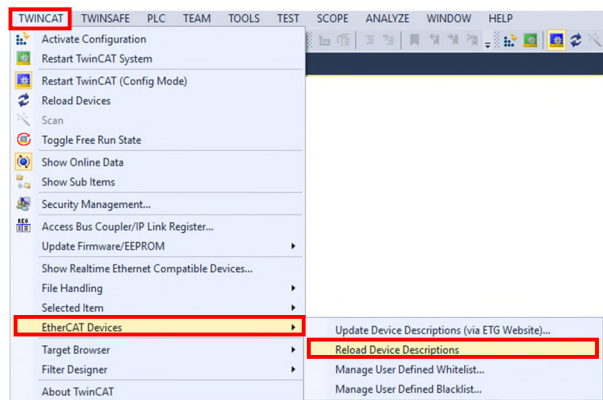 TWINCAT TWINSAFE PLC TEAM TOOLS TEST SCOPE ANALYZE WINDOW HELP
Activate Configuration
Restart TwinCAT System
Restart TwinCAT (Config Mode)
Reload Devices
Scan
Toggle Free Run State
Show Online Data
Show Sub Items
Security Management...
REG
Access Bus Coupler/IP Link Register...
Update Firmware/EEPROM
Show Realtime Ethernet Compatible Devices...
File Handling
Selected Item
EtherCAT Devices
Update Device Descriptions (via ETG Website)...
Target Browser
Reload Device Descriptions
Filter Designer
Manage User Defined Whitelist...
About TwinCAT
Manage User Defined Blacklist...